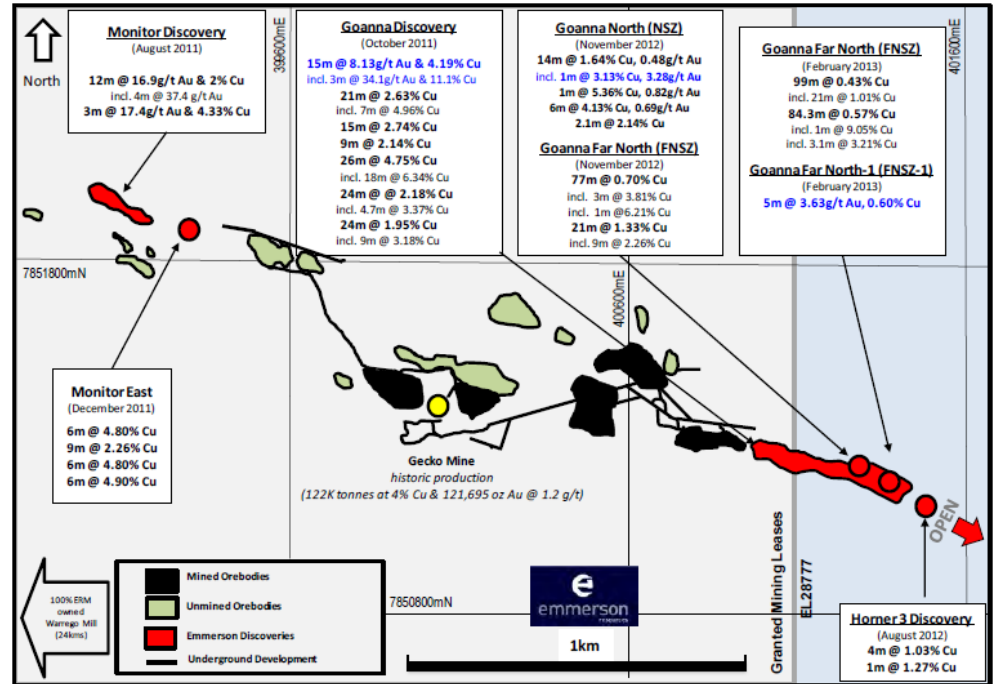 North
Monitor Discovery
(August 2011)
12m @ 16.9g/t Au & 2% Cu
incl. 4m @ 37.4 g/t Au
3m @ 17.4g/t Au & 4.33% Cu
399600mE
Goanna Discovery
(October 2011)
15m @ 8.13g/t Au & 4.19% Cu
incl. 3m @ 34.1g/t Au & 11.1% Cu
21m @ 2.63% Cu
incl. 7m @ 4.96% Cu
15m @ 2.74% Cu
9m @ 2.14% Cu
26m @ 4.75% Cu
incl. 18m @ 6.34% Cu
24m @ @ 2.18% Cu
incl. 4.7m @ 3.37% Cu
24m @ 1.95% Cu
incl. 9m @ 3.18% Cu
Goanna North (NSZ)
(November 2012)
14m @ 1.64% Cu, 0.48g/t Au
incl. 1m @ 3.13% Cu, 3.28g/t Au
1m @ 5.36% Cu, 0.82g/t Au
6m @ 4.13% Cu, 0.69g/t Au
2.1m @ 2.14% Cu
Goanna Far North (FNSZ)
(November 2012)
77m @ 0.70% Cu
incl. 3m @ 3.81% Cu
incl. 1m @6.21% Cu
21m @ 1.33% Cu
incl. 9m @ 2.26% Cu
Goanna Far North (FNSZ)
(February 2013)
99m @ 0.43% Cu
incl. 21m @ 1.01% Cu
84.3m @ 0.57% Cu
incl. 1m @ 9.05% Cu
incl. 3.1m @ 3.21% Cu
Goanna Far North-1 (FNSZ-1)
(February 2013)
5m @ 3.63g/t Au, 0.60% Cu
401600mE
7851800mN
400600mE
Monitor East
(December 2011)
6m @ 4.80% Cu
9m @ 2.26% Cu
6m @ 4.80% Cu
6m @ 4.90% Cu
Gecko Mine
historic production
(122K tonnes at 4% Cu & 121,695 oz Au @ 1.2 g/t)
OPEN
Granted Mining Leases
EL28777
100% ERM
owned
Warrego Mill
(24kms)
Mined Orebodies
Unmined Orebodies
Emmerson Discoveries
Underground Development
7850800mN
e
emmerson
1km
Horner 3 Discovery
(August 2012)
4m @ 1.03% Cu
1m @ 1.27% Cu